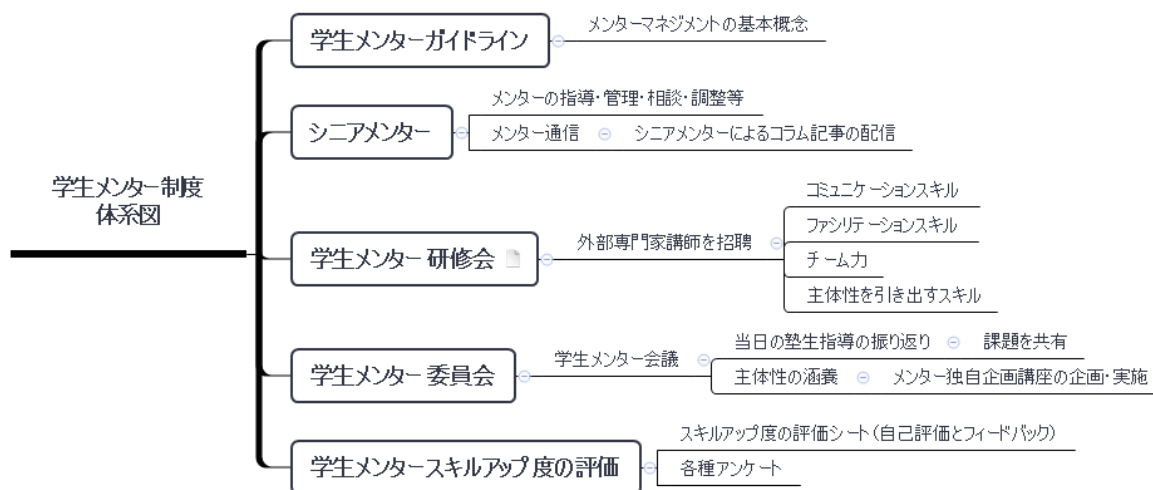 学生メンター制度
体系図
学生メンターガイドライン
メンターマネジメントの基本概念
シニアメンター
メンターの指導・管理・相談・調整等
メンター通信
シニアメンターによるコラム記事の配信
学生メンター 研修会
外部専門家講師を招聘
コミュニケーションスキル
ファシリテーションスキル
チーム力
主体性を引き出すスキル
学生メンター 委員会
学生メンター会議
当日の塾生指導の振り返り
課題を共有
主体性の涵養
メンター独自企画講座の企画・実施
学生メンタースキルアップ度の評価
スキルアップ度の評価シート(自己評価とフィードバック)
各種アンケート